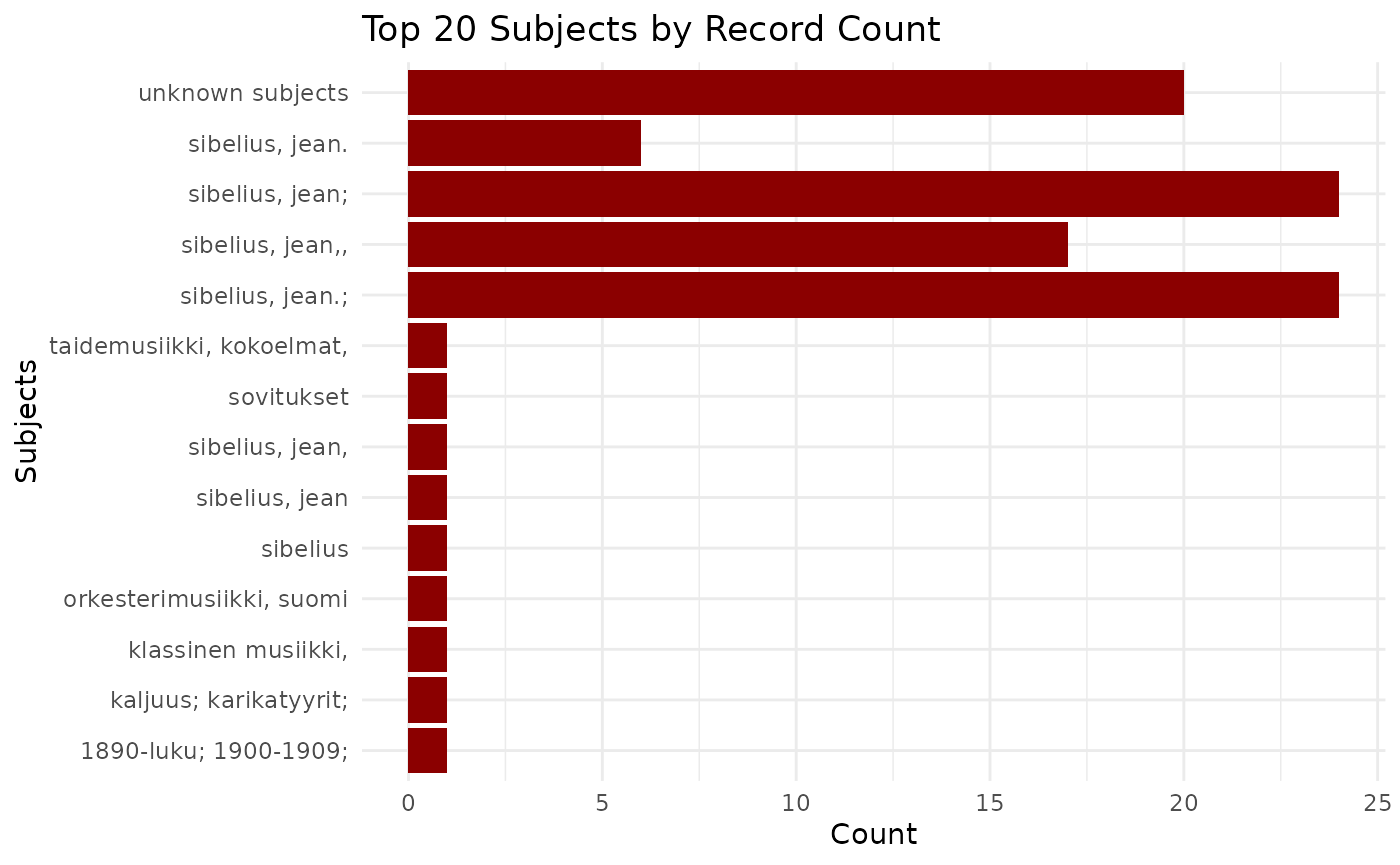 Top 20 Subjects by Record Count
Subjects
unknown subjects
sibelius, jean.
sibelius, jean;
sibelius, jean,,
sibelius, jean.;
taidemusiikki, kokoelmat,
sovitukset
sibelius, jean,
sibelius, jean
sibelius
orkesterimusiikki, suomi
klassinen musiikki,
kaljuus; karikatyyrit;
1890-luku; 1900-1909;
0 5 10 15 20 25
Count